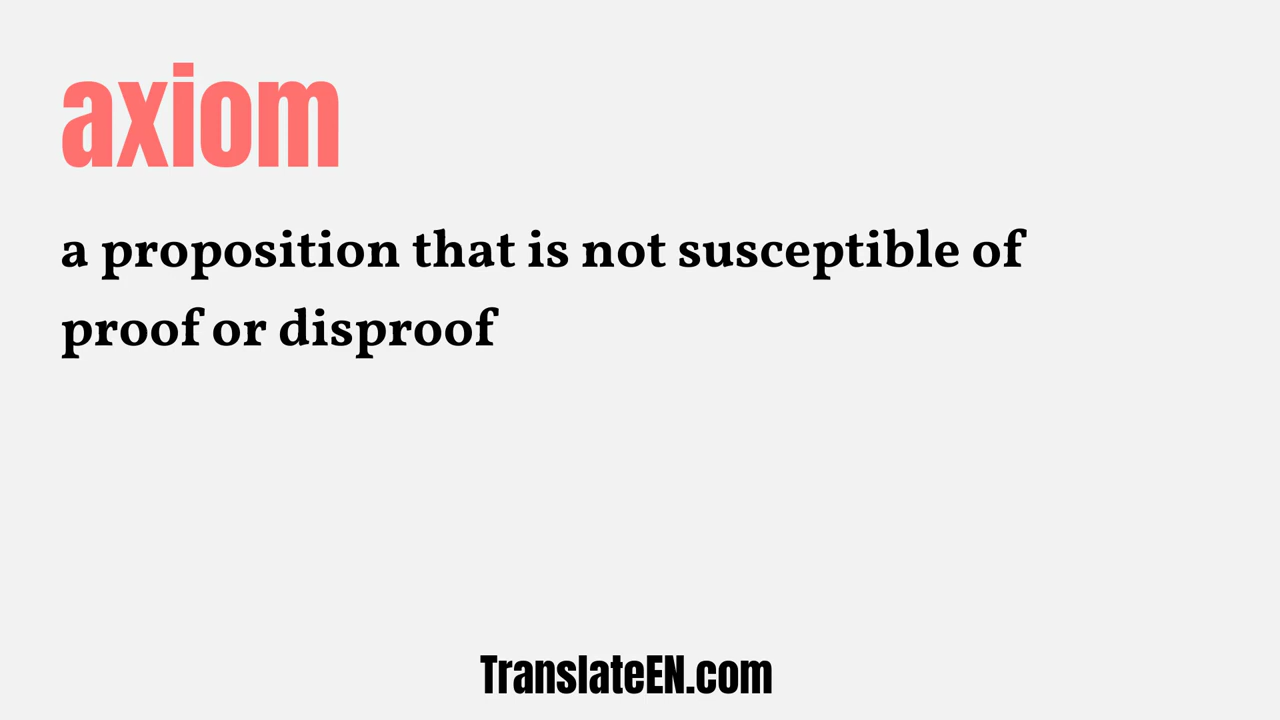 axiom
a proposition that is not susceptible of
proof or disproof
TranslateEN.com